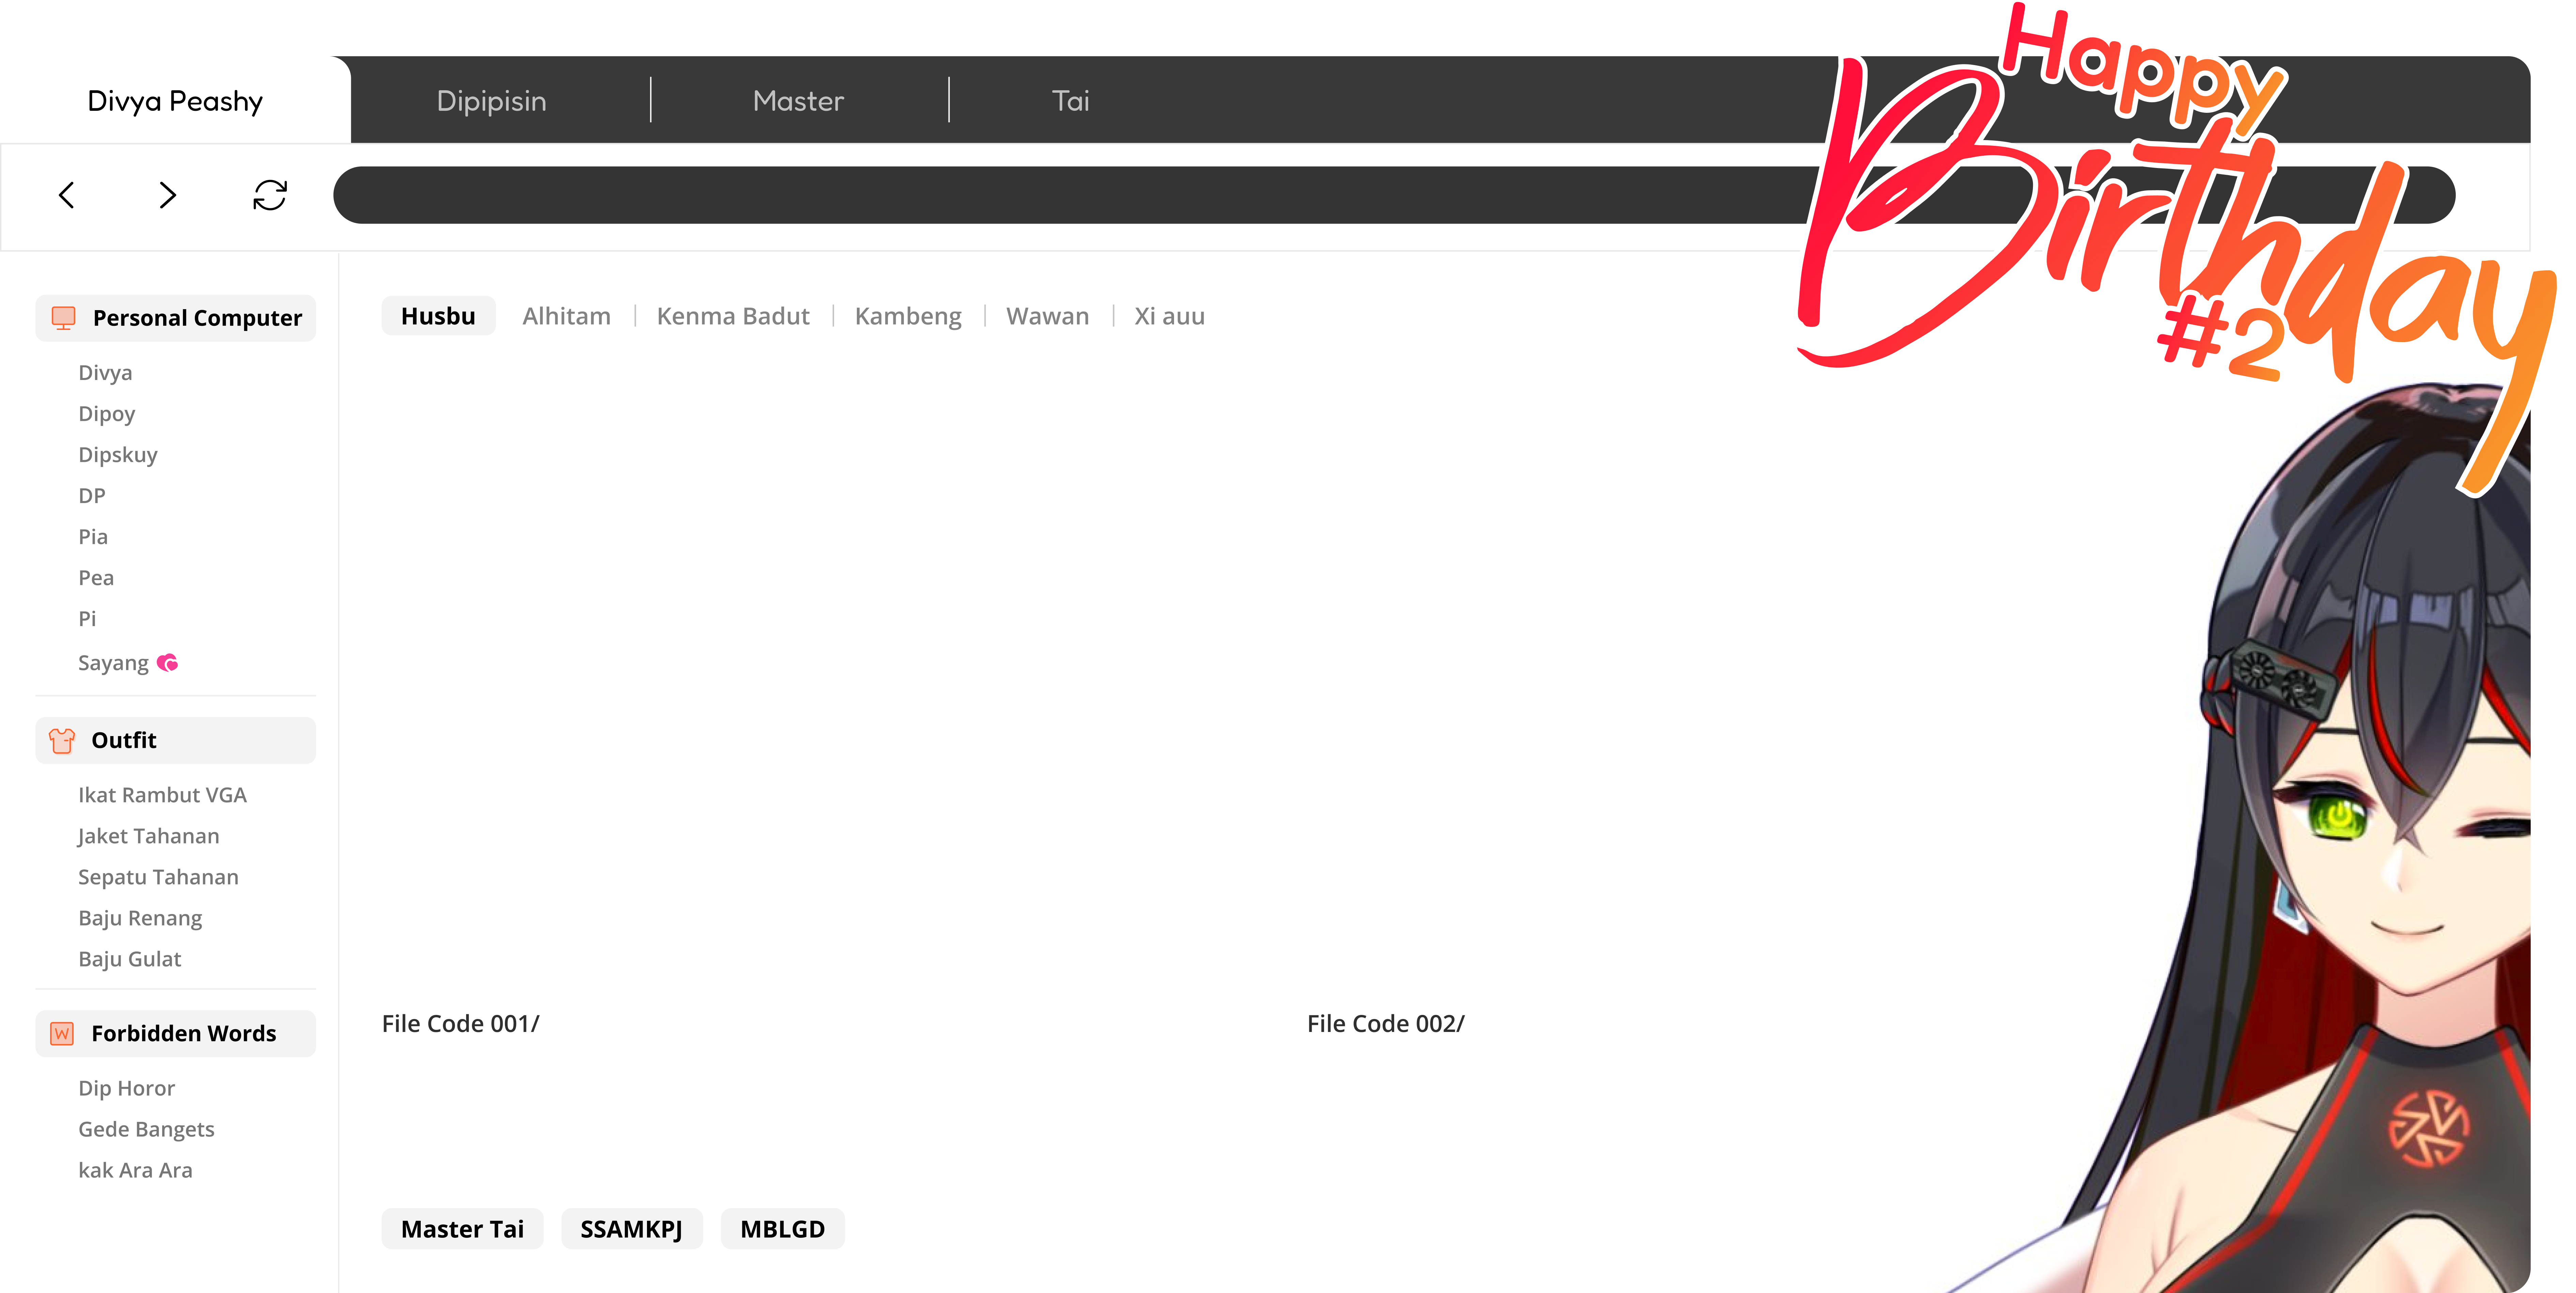 Happy
Birthday
#2
Divya Peashy
Dipipisin
Master
Tai
Personal Computer
Divya
Dipoy
Dipskuy
DP
Pia
Pea
Pi
Sayang
Outfit
Ikat Rambut VGA
Jaket Tahanan
Sepatu Tahanan
Baju Renang
Baju Gulat
W Forbidden Words
Dip Horor
Gede Bangets
kak Ara Ara
Husbu Alhitam Kenma Badut Kambeng Wawan Xi auu
File Code 001/
File Code 002/
Master Tai SSAMKPJ MBLGD